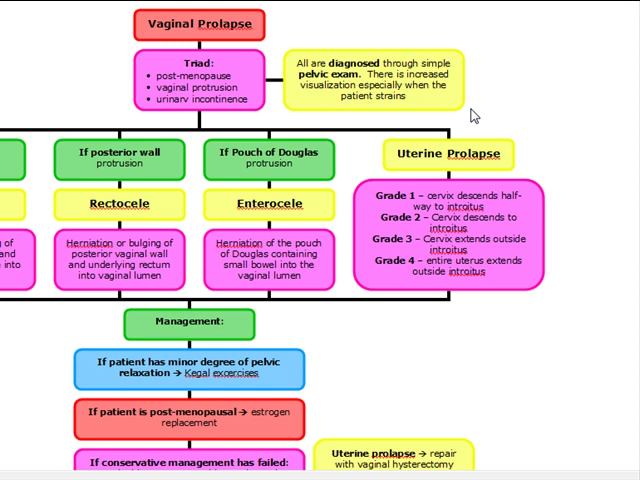 Vaginal Prolapse
Triad:
• post-menopause
• vaginal protrusion
• urinary incontinence
All are diagnosed through simple
pelvic exam. There is increased
visualization especially when the
patient strains
If posterior wall
protrusion
If Pouch of Douglas
protrusion
Uterine Prolapse
Rectocele
Enterocele
Grade 1 – cervix descends half-
way to introitus
Grade 2 – Cervix descends to
introitus
Grade 3 – Cervix extends outside
introitus
Grade 4 – entire uterus extends
outside introitus
g of
and
into
Herniation or bulging of
posterior vaginal wall
and underlying rectum
into vaginal lumen
Herniation of the pouch
of Douglas containing
small bowel into the
vaginal lumen
Management:
If patient has minor degree of pelvic
relaxation → Kegal excercises
If patient is post-menopausal → estrogen
replacement
If conservative management has failed:
Uterine prolapse → repair
with vaginal hysterectomy